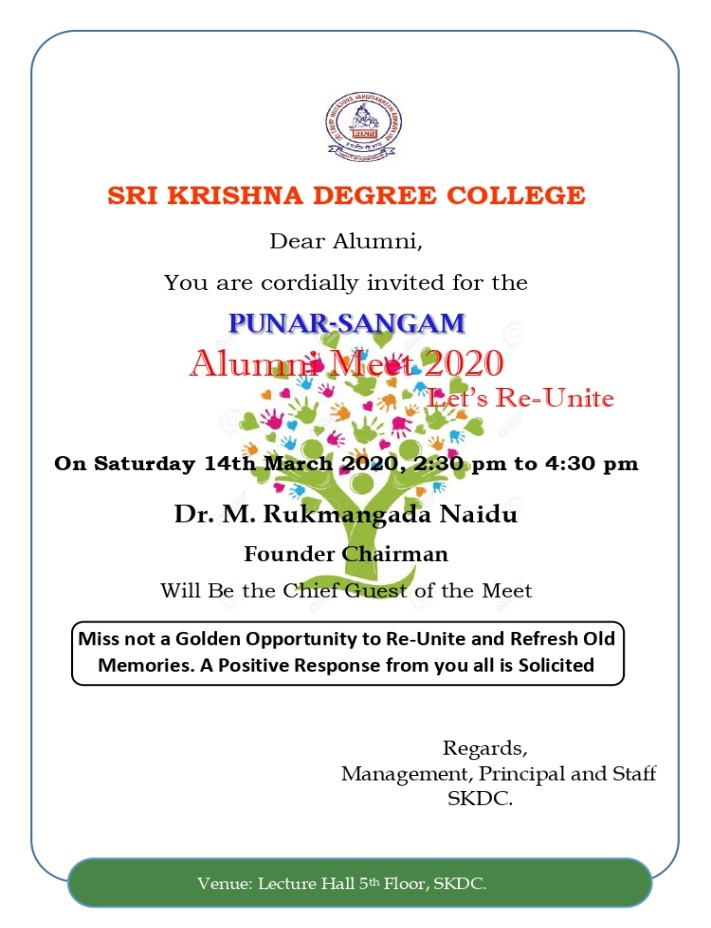 SRI KRISHNA DEGREE COLLEGE
Dear Alumni,
You are cordially invited for the
PUNAR-SANGAM
Alumni Meet 2020
Let's Re-Unite
On Saturday 14th March 2020, 2:30 pm to 4:30 pm
Dr. M. Rukmangada Naidu
Founder Chairman
Will Be the Chief Guest of the Meet
Miss not a Golden Opportunity to Re-Unite and Refresh Old
Memories. A Positive Response from you all is Solicited
Regards,
Management, Principal and Staff
SKDC.
Venue: Lecture Hall 5th Floor, SKDC.